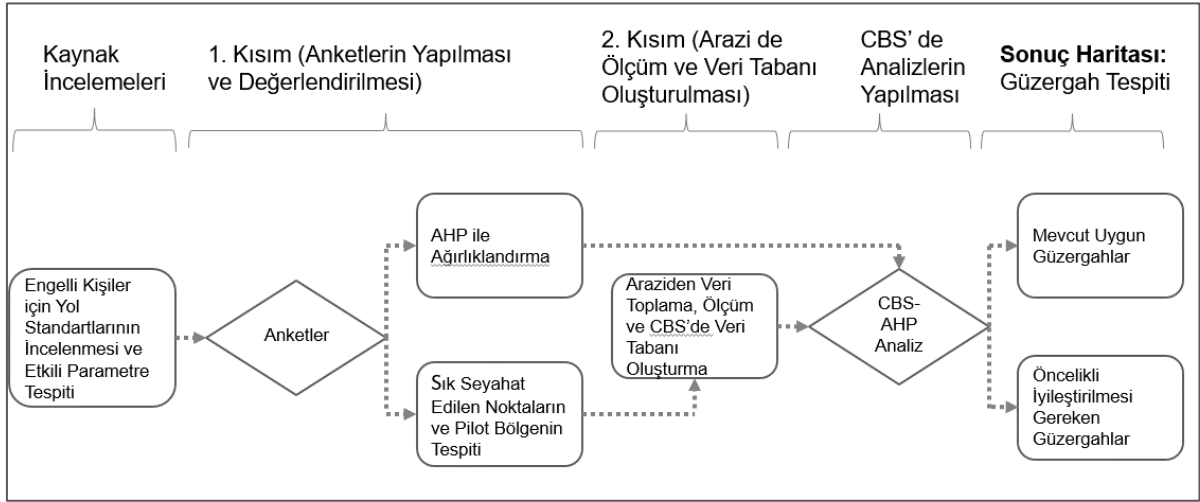 Kaynak
İncelemeleri
1. Kısım (Anketlerin Yapılması
ve Değerlendirilmesi)
2. Kısım (Arazi de
Ölçüm ve Veri Tabanı
Oluşturulması)
CBS’ de
Analizlerin
Yapılması
Sonuç Haritası:
Güzergah Tespiti
Engelli Kişiler
için Yol
Standartlarının
İncelenmesi ve
Etkili Parametre
Tespiti
Anketler
AHP ile
Ağırlıklandırma
Sık Seyahat
Edilen Noktaların
ve Pilot Bölgenin
Tespiti
Araziden Veri
Toplama, Ölçüm
ve CBS’de Veri
Tabanı
Oluşturma
CBS-
AHP
Analiz
Mevcut Uygun
Güzergahlar
Öncelikli
İyileştirilmesi
Gereken
Güzergahlar